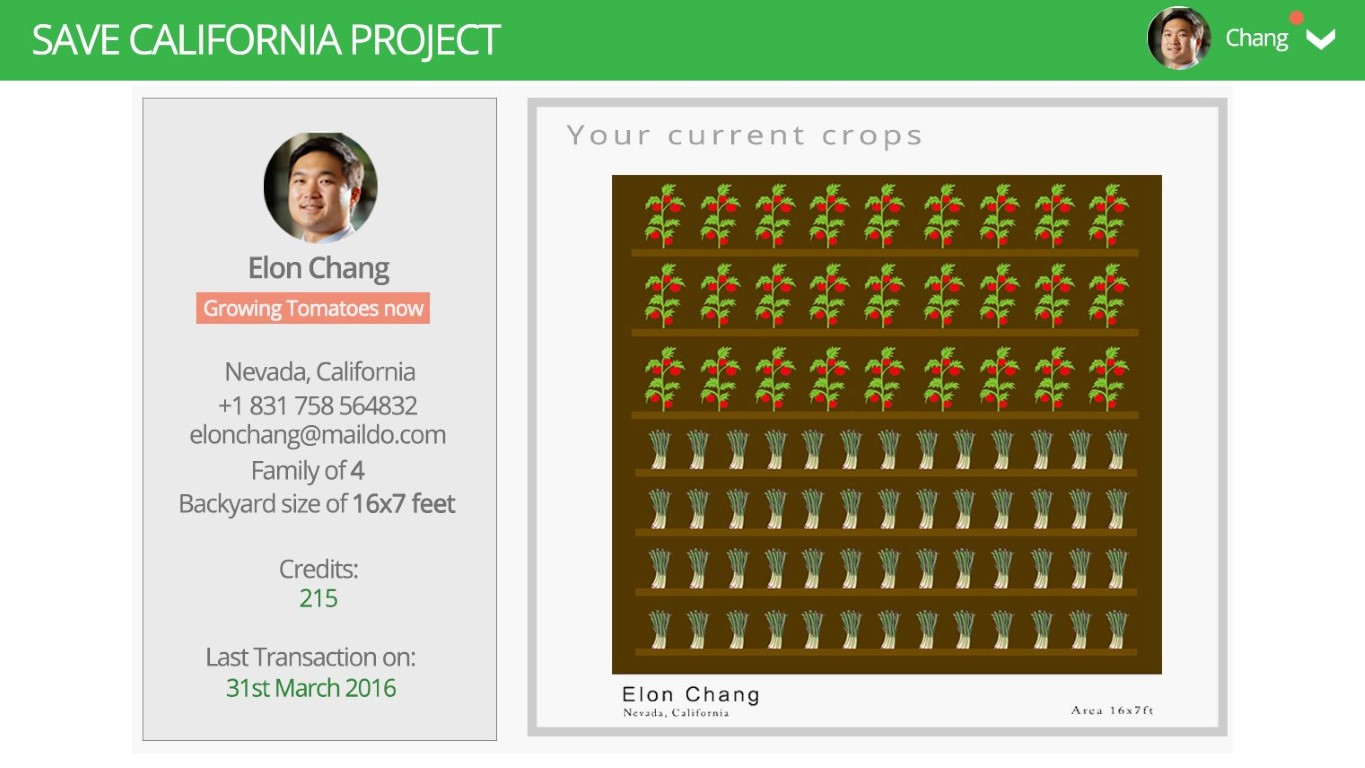 SAVE CALIFORNIA PROJECT
Chang
Elon Chang
Growing Tomatoes now
Nevada, California
+1 831 758 564832
elonchang@maildo.com
Family of 4
Backyard size of 16x7 feet
Credits:
215
Last Transaction on:
31st March 2016
Your current crops
Elon Chang
Nevada, California
Area 16x7ft